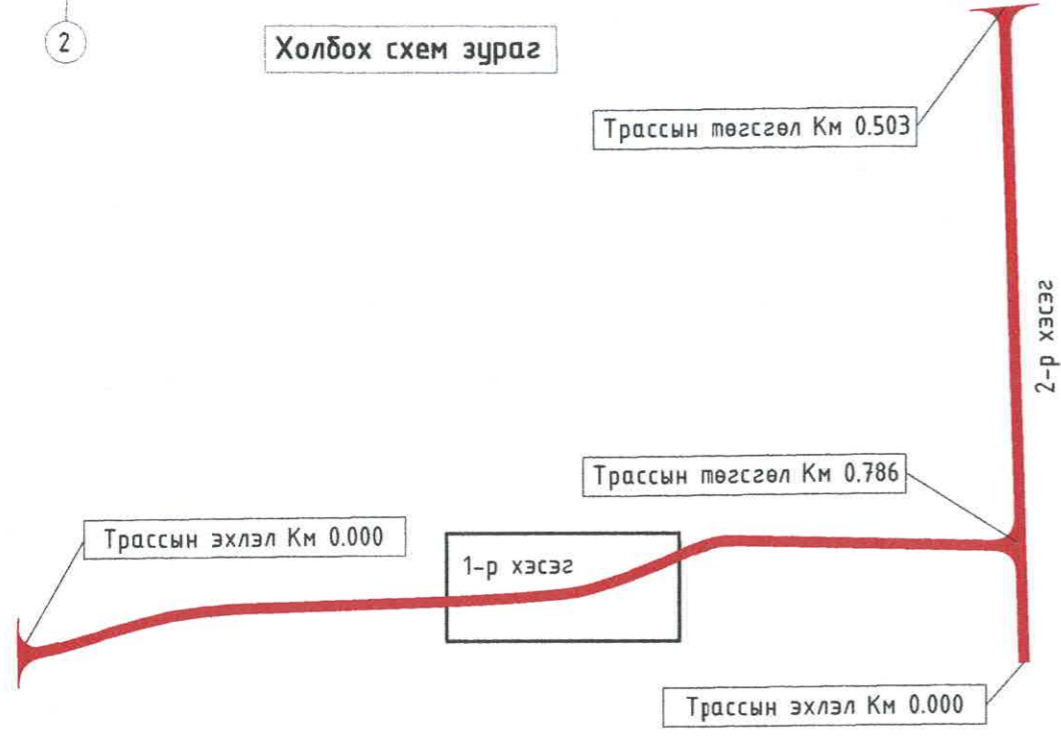 2
Холбох схем зураг
Трассын төгсгөл Км 0.503
2-р хэсэг
Трассын төгсгөл Км 0.786
Трассын эхлэл Км 0.000
1-р хэсэг
Трассын эхлэл Км 0.000